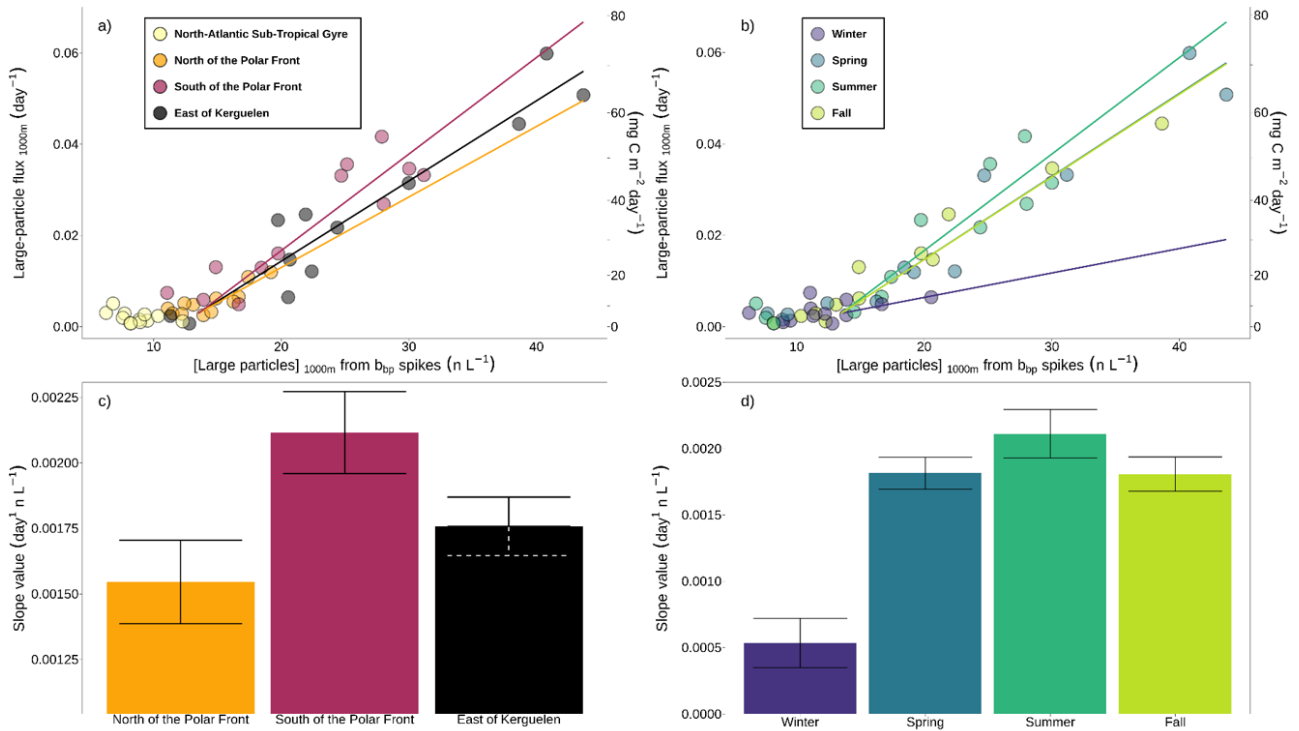 a)
North-Atlantic Sub-Tropical Gyre
North of the Polar Front
South of the Polar Front
East of Kerguelen
Large-particle flux 1000m (day⁻¹)
0.06
0.04
0.02
0.00
10
20
30
40
[Large particles] 1000m from bbp spikes (n L⁻¹)
80
60
40
20
0
(mg C m⁻² day⁻¹)
b)
Winter
Spring
Summer
Fall
Large-particle flux 1000m (day⁻¹)
0.06
0.04
0.02
0.00
10
20
30
40
[Large particles] 1000m from bbp spikes (n L⁻¹)
80
60
40
20
0
(mg C m⁻² day⁻¹)
c)
Slope value (day¹ n L⁻¹)
0.00225
0.00200
0.00175
0.00150
0.00125
North of the Polar Front
South of the Polar Front
East of Kerguelen
d)
Slope value (day¹ n L⁻¹)
0.0025
0.0020
0.0015
0.0010
0.0005
0.0000
Winter
Spring
Summer
Fall